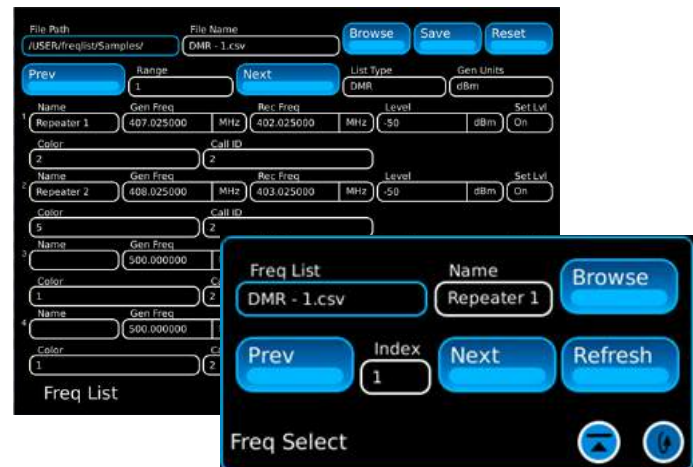 File Path File Name
/USER/freqlist/Samples/ DMR - 1.csv Browse Save Reset
Prev Range Next List Type Gen Units
1 DMR dBm
Name Gen Freq Rec Freq Level Set Lvl
1 Repeater 1 407.025000 MHz 402.025000 MHz -50 dBm On
Color Call ID
2 2
Name Gen Freq Rec Freq Level Set Lvl
2 Repeater 2 408.025000 MHz 403.025000 MHz -50 dBm On
Color Call ID
5 2
Name Gen Freq
3 500.000000
Color
1 2
Name Gen Freq
4 500.000000
Color
1 2
Freq List
Freq List Name Browse
DMR - 1.csv Repeater 1
Prev Index Next Refresh
1
Freq Select